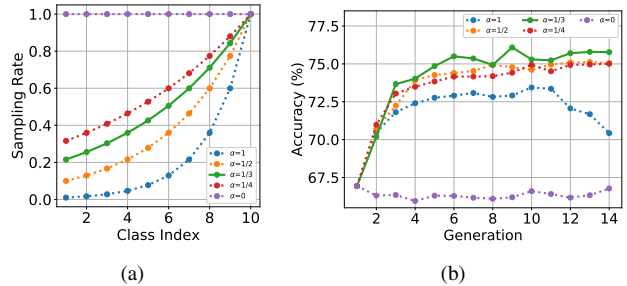 1.0
0.8
0.6
0.4
0.2
0.0
Sampling Rate
2 4 6 8 10
Class Index
α=1
α=1/2
α=1/3
α=1/4
α=0
(a)
77.5
75.0
72.5
70.0
67.5
Accuracy (%)
2 4 6 8 10 12 14
Generation
α=1 α=1/3 α=0
α=1/2 α=1/4
(b)